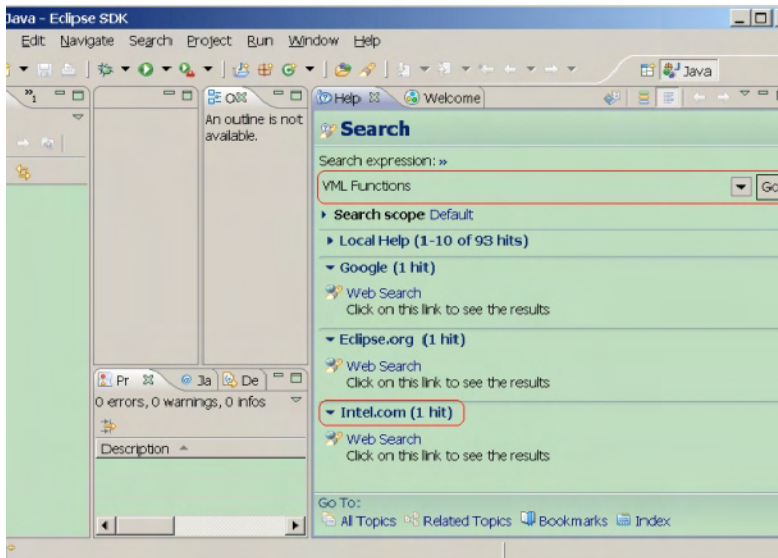 Java - Eclipse SDK
Edit Navigate Search Project Run Window Help
Java
»1
O
Help
Welcome
An outline is not
available.
Search
Search expression: »
VML Functions
Go
Search scope Default
Local Help (1-10 of 93 hits)
Google (1 hit)
Web Search
Click on this link to see the results
Eclipse.org (1 hit)
Web Search
Click on this link to see the results
Pr
Ja
De
0 errors, 0 warnings, 0 infos
Description
Intel.com (1 hit)
Web Search
Click on this link to see the results
Go To:
All Topics Related Topics Bookmarks Index